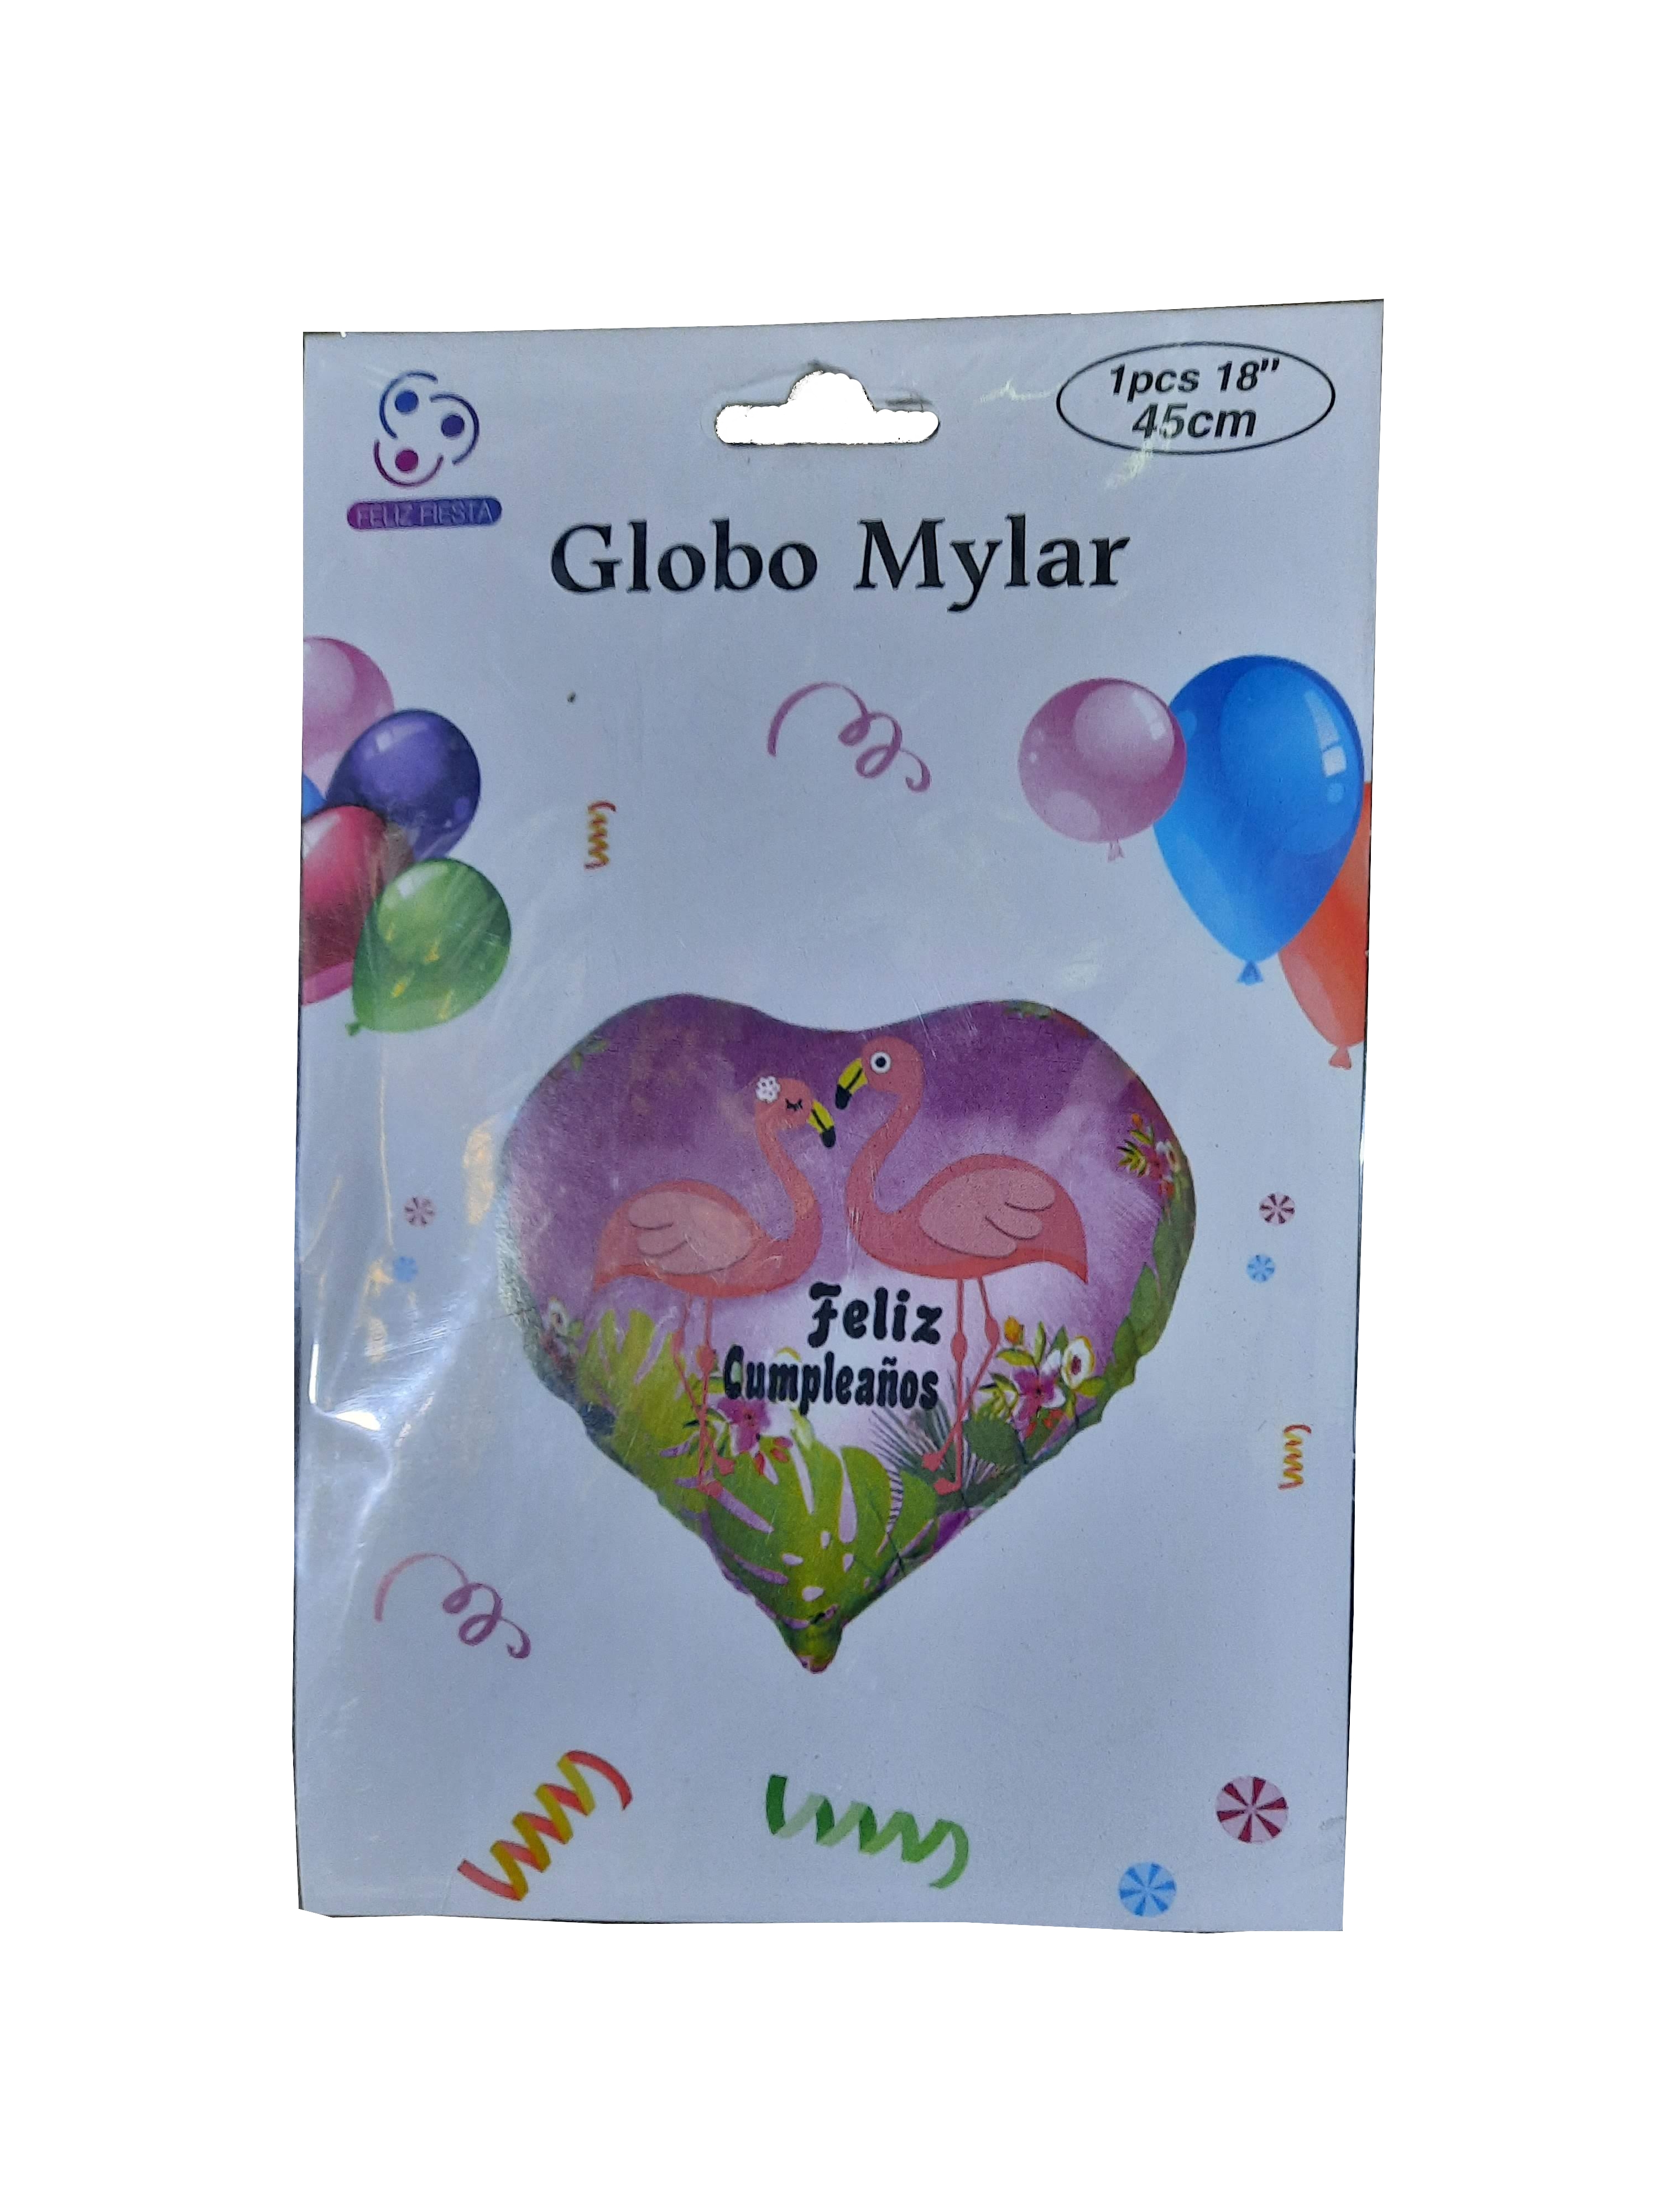 1pcs 18"
45cm
FELIZ FIESTA
Globo Mylar
Feliz
Cumpleaños